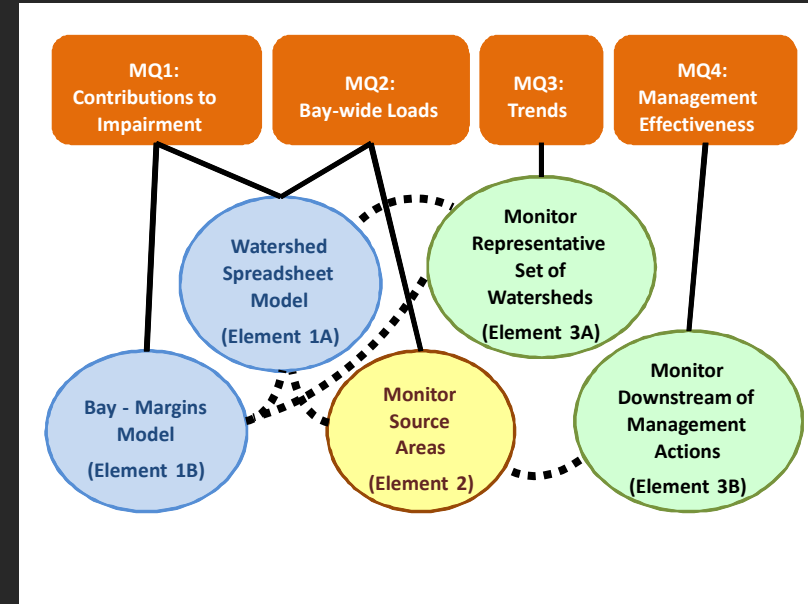 MQ1:
Contributions to
Impairment
MQ2:
Bay-wide Loads
MQ3:
Trends
MQ4:
Management
Effectiveness
Watershed
Spreadsheet
Model
(Element 1A)
Monitor
Representative
Set of
Watersheds
(Element 3A)
Bay - Margins
Model
(Element 1B)
Monitor
Source
Areas
(Element 2)
Monitor
Downstream of
Management
Actions
(Element 3B)